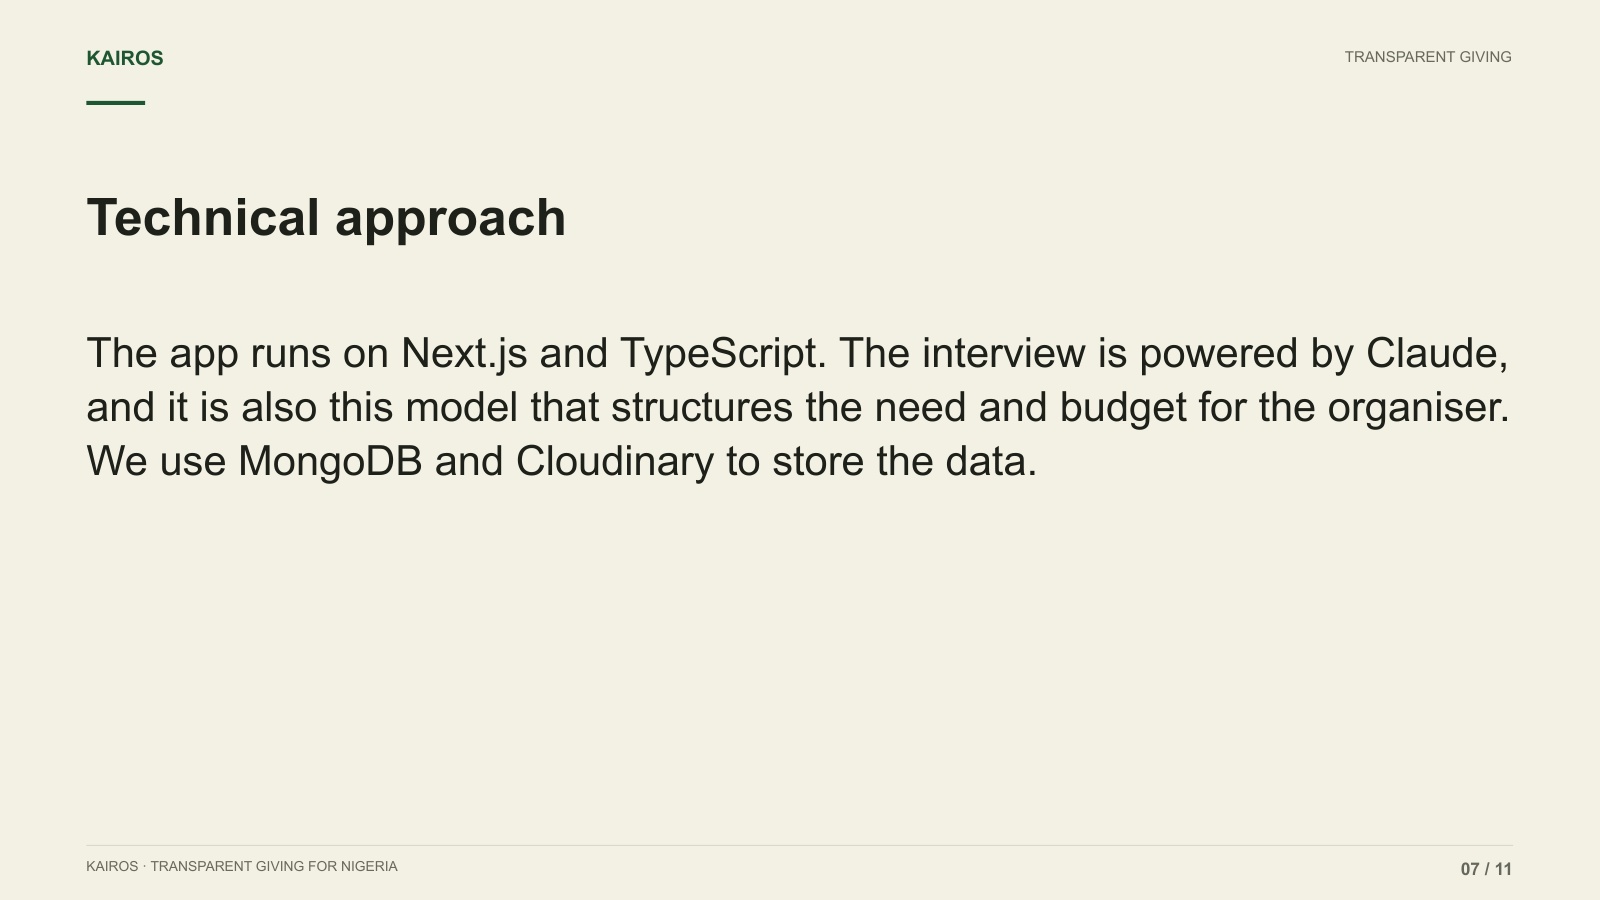 KAIROS
TRANSPARENT GIVING
Technical approach
The app runs on Next.js and TypeScript. The interview is powered by Claude,
and it is also this model that structures the need and budget for the organiser.
We use MongoDB and Cloudinary to store the data.
KAIROS · TRANSPARENT GIVING FOR NIGERIA
07 / 11